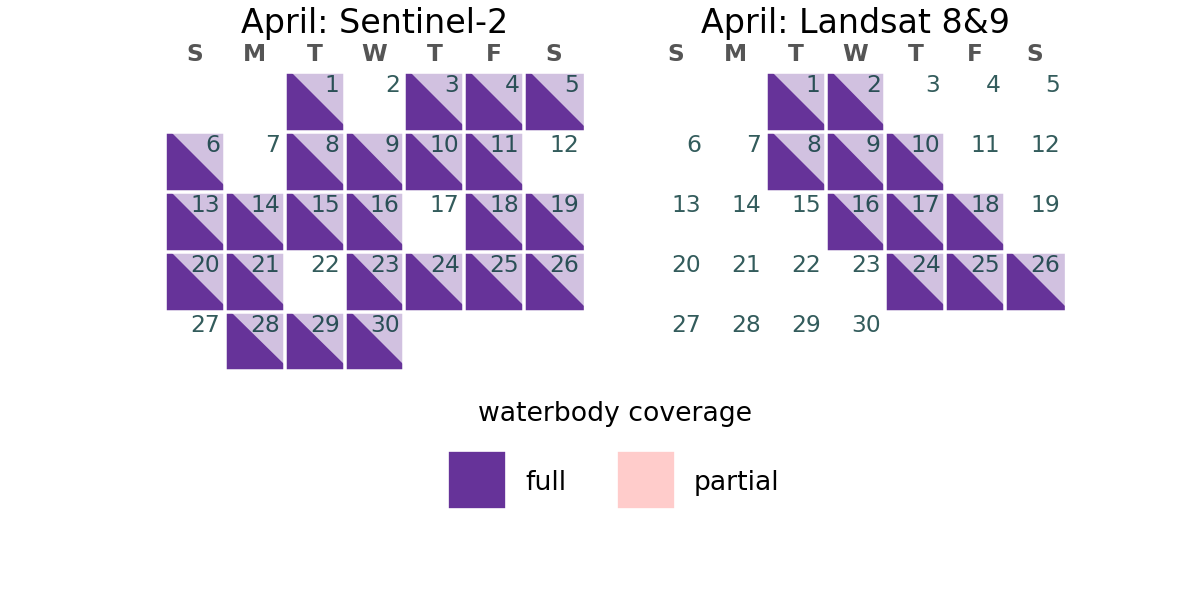 April: Sentinel-2
S M T W T F S
1 2 3 4 5
6 7 8 9 10 11 12
13 14 15 16 17 18 19
20 21 22 23 24 25 26
27 28 29 30
April: Landsat 8&9
S M T W T F S
1 2 3 4 5
6 7 8 9 10 11 12
13 14 15 16 17 18 19
20 21 22 23 24 25 26
27 28 29 30
waterbody coverage
full
partial